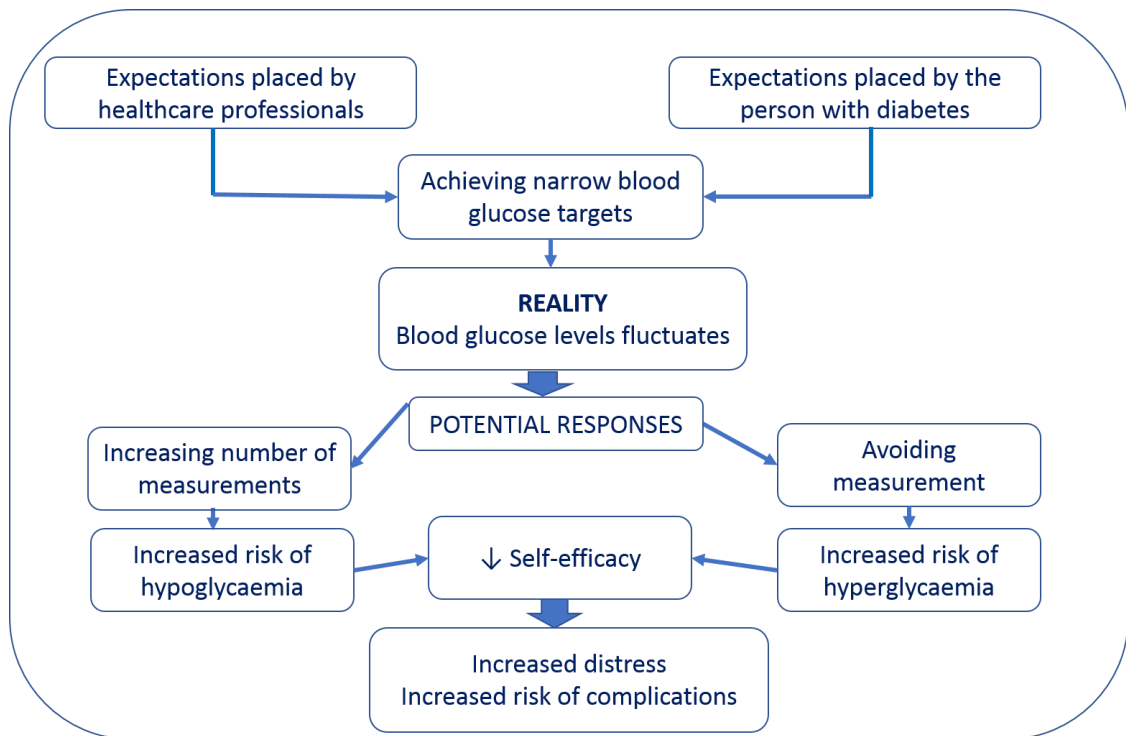 Expectations placed by
healthcare professionals
Expectations placed by the
person with diabetes
Achieving narrow blood
glucose targets
REALITY
Blood glucose levels fluctuates
POTENTIAL RESPONSES
Increasing number of
measurements
Avoiding
measurement
Increased risk of
hypoglycaemia
↓ Self-efficacy
Increased risk of
hyperglycaemia
Increased distress
Increased risk of complications